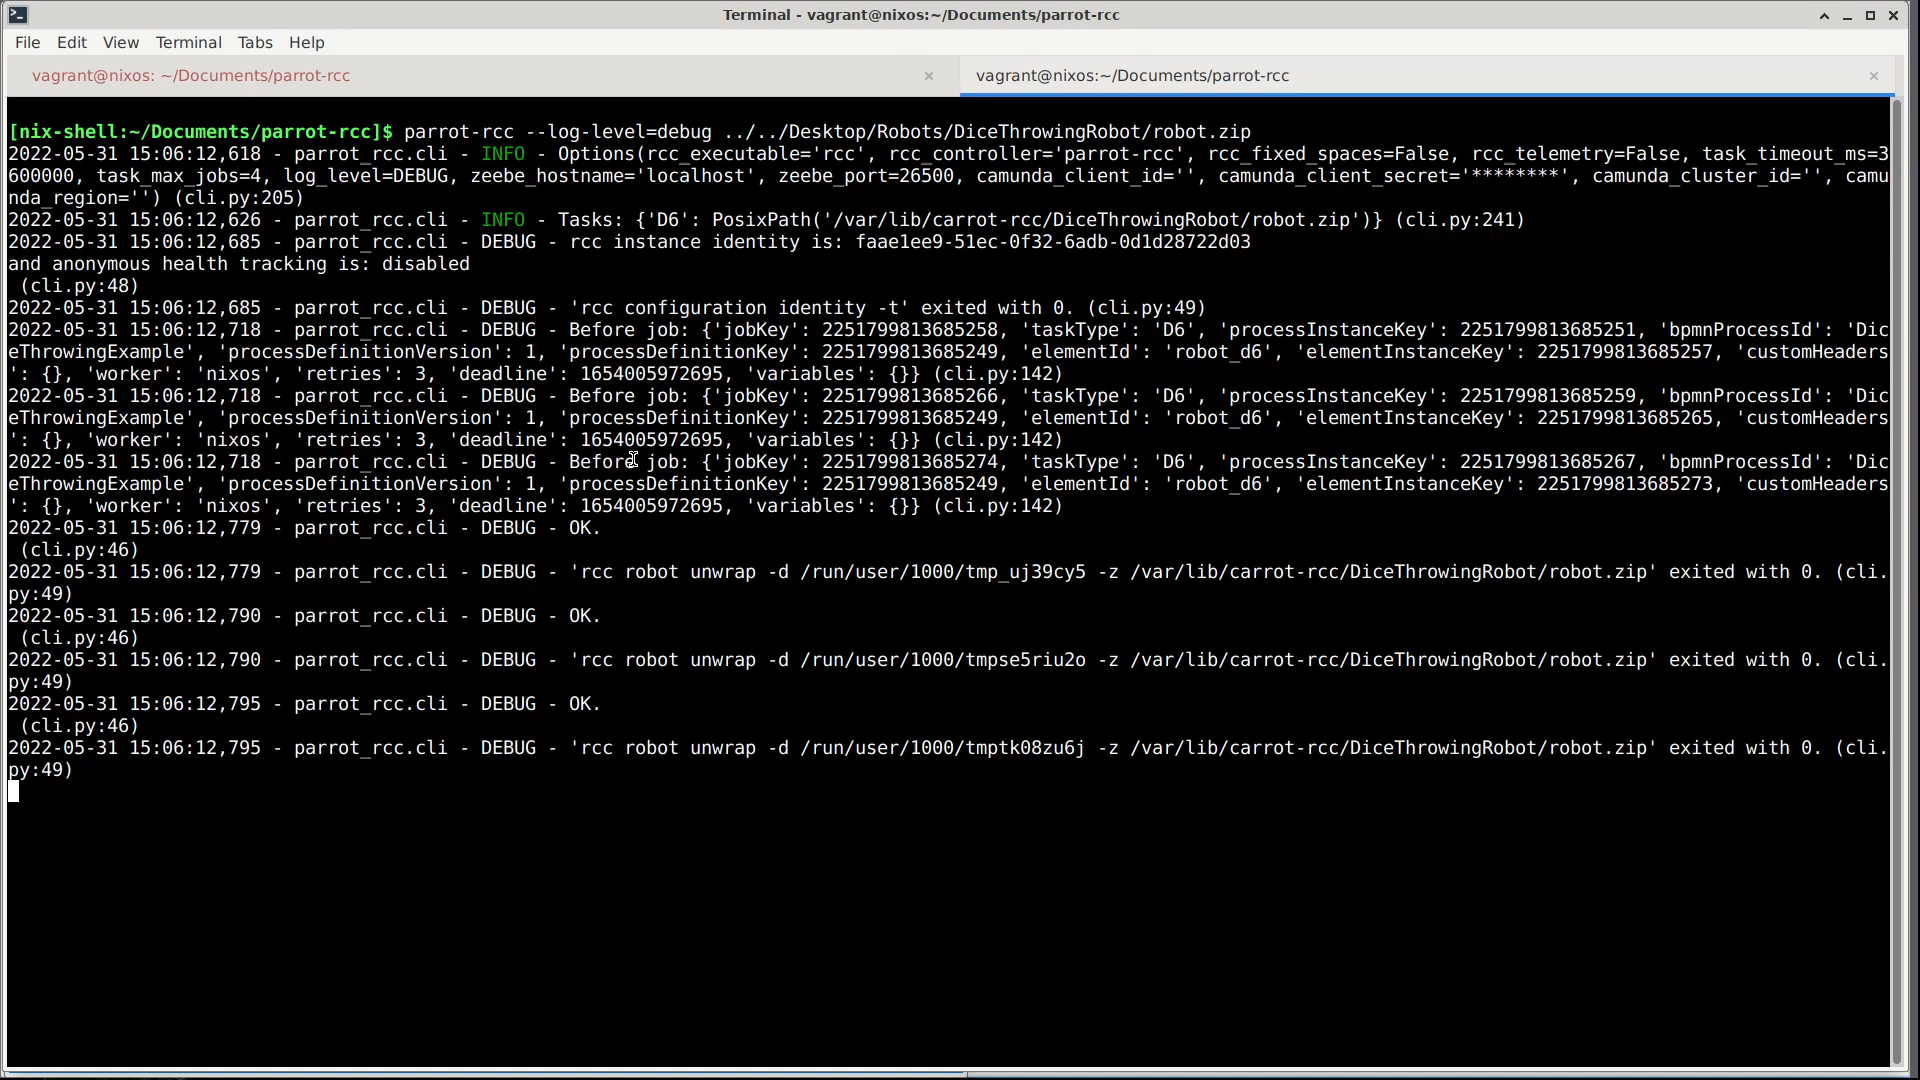 Terminal - vagrant@nixos:~/Documents/parrot-rcc
File Edit View Terminal Tabs Help
vagrant@nixos: ~/Documents/parrot-rcc vagrant@nixos:~/Documents/parrot-rcc
[nix-shell:~/Documents/parrot-rcc]$ parrot-rcc --log-level=debug ../../Desktop/Robots/DiceThrowingRobot/robot.zip
2022-05-31 15:06:12,618 - parrot_rcc.cli - INFO - Options(rcc_executable='rcc', rcc_controller='parrot-rcc', rcc_fixed_spaces=False, rcc_telemetry=False, task_timeout_ms=3
600000, task_max_jobs=4, log_level=DEBUG, zeebe_hostname='localhost', zeebe_port=26500, camunda_client_id='', camunda_client_secret='********', camunda_cluster_id='', camu
nda_region='') (cli.py:205)
2022-05-31 15:06:12,626 - parrot_rcc.cli - INFO - Tasks: {'D6': PosixPath('/var/lib/carrot-rcc/DiceThrowingRobot/robot.zip')} (cli.py:241)
2022-05-31 15:06:12,685 - parrot_rcc.cli - DEBUG - rcc instance identity is: faae1ee9-51ec-0f32-6adb-0d1d28722d03
and anonymous health tracking is: disabled
 (cli.py:48)
2022-05-31 15:06:12,685 - parrot_rcc.cli - DEBUG - 'rcc configuration identity -t' exited with 0. (cli.py:49)
2022-05-31 15:06:12,718 - parrot_rcc.cli - DEBUG - Before job: {'jobKey': 2251799813685258, 'taskType': 'D6', 'processInstanceKey': 2251799813685251, 'bpmnProcessId': 'Dic
eThrowingExample', 'processDefinitionVersion': 1, 'processDefinitionKey': 2251799813685249, 'elementId': 'robot_d6', 'elementInstanceKey': 2251799813685257, 'customHeaders
': {}, 'worker': 'nixos', 'retries': 3, 'deadline': 1654005972695, 'variables': {}} (cli.py:142)
2022-05-31 15:06:12,718 - parrot_rcc.cli - DEBUG - Before job: {'jobKey': 2251799813685266, 'taskType': 'D6', 'processInstanceKey': 2251799813685259, 'bpmnProcessId': 'Dic
eThrowingExample', 'processDefinitionVersion': 1, 'processDefinitionKey': 2251799813685249, 'elementId': 'robot_d6', 'elementInstanceKey': 2251799813685265, 'customHeaders
': {}, 'worker': 'nixos', 'retries': 3, 'deadline': 1654005972695, 'variables': {}} (cli.py:142)
2022-05-31 15:06:12,718 - parrot_rcc.cli - DEBUG - Before job: {'jobKey': 2251799813685274, 'taskType': 'D6', 'processInstanceKey': 2251799813685267, 'bpmnProcessId': 'Dic
eThrowingExample', 'processDefinitionVersion': 1, 'processDefinitionKey': 2251799813685249, 'elementId': 'robot_d6', 'elementInstanceKey': 2251799813685273, 'customHeaders
': {}, 'worker': 'nixos', 'retries': 3, 'deadline': 1654005972695, 'variables': {}} (cli.py:142)
2022-05-31 15:06:12,779 - parrot_rcc.cli - DEBUG - OK.
 (cli.py:46)
2022-05-31 15:06:12,779 - parrot_rcc.cli - DEBUG - 'rcc robot unwrap -d /run/user/1000/tmp_uj39cy5 -z /var/lib/carrot-rcc/DiceThrowingRobot/robot.zip' exited with 0. (cli.
py:49)
2022-05-31 15:06:12,790 - parrot_rcc.cli - DEBUG - OK.
 (cli.py:46)
2022-05-31 15:06:12,790 - parrot_rcc.cli - DEBUG - 'rcc robot unwrap -d /run/user/1000/tmpse5riu2o -z /var/lib/carrot-rcc/DiceThrowingRobot/robot.zip' exited with 0. (cli.
py:49)
2022-05-31 15:06:12,795 - parrot_rcc.cli - DEBUG - OK.
 (cli.py:46)
2022-05-31 15:06:12,795 - parrot_rcc.cli - DEBUG - 'rcc robot unwrap -d /run/user/1000/tmptk08zu6j -z /var/lib/carrot-rcc/DiceThrowingRobot/robot.zip' exited with 0. (cli.
py:49)